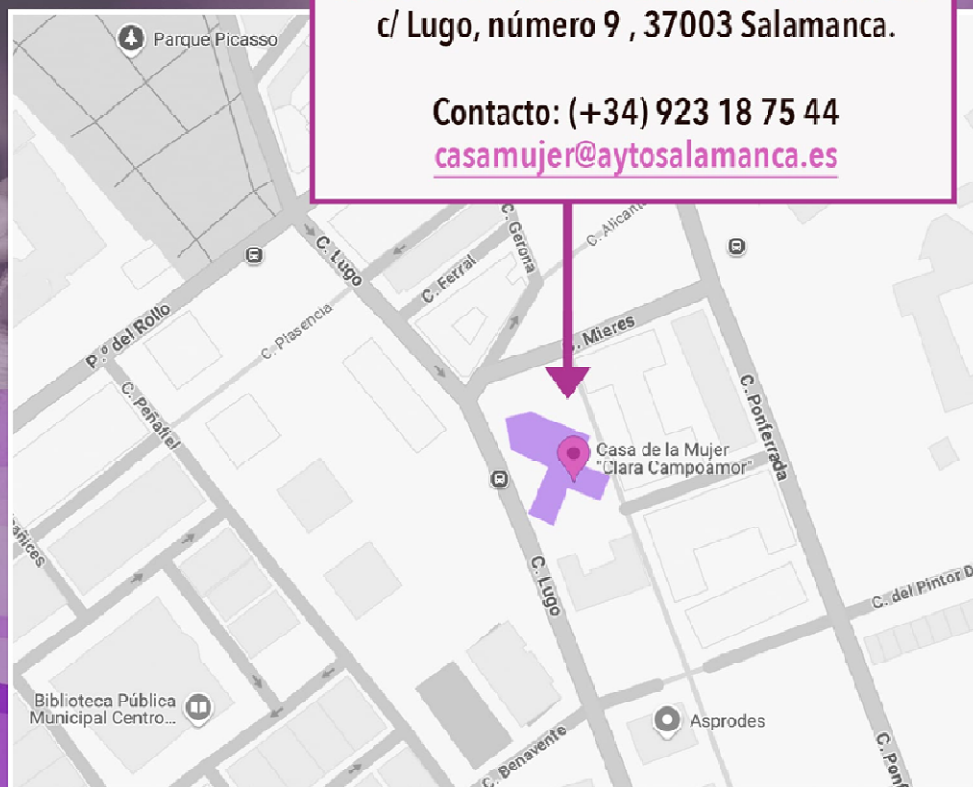 c/ Lugo, número 9 , 37003 Salamanca.
Contacto: (+34) 923 18 75 44
casamujer@aytosalamanca.es
Parque Picasso
C. Lugo
C. Gerona
C. Alicante
C. Ferral
P.º del Rollo
C. Plasencia
C. Mieres
C. Peñafiel
C. Ponferrada
Casa de la Mujer
"Clara Campoamor"
C. Lugo
C. del Pintor D
Biblioteca Pública
Municipal Centro...
Asprodes
C. Benavente
C. Pon